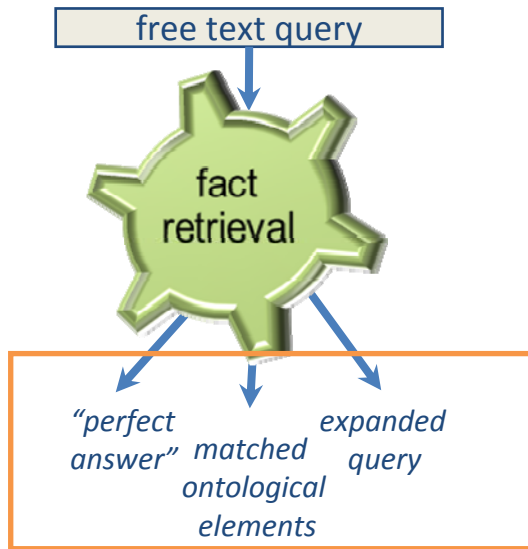 free text query
fact
retrieval
“perfect
answer”
matched
ontological
elements
expanded
query